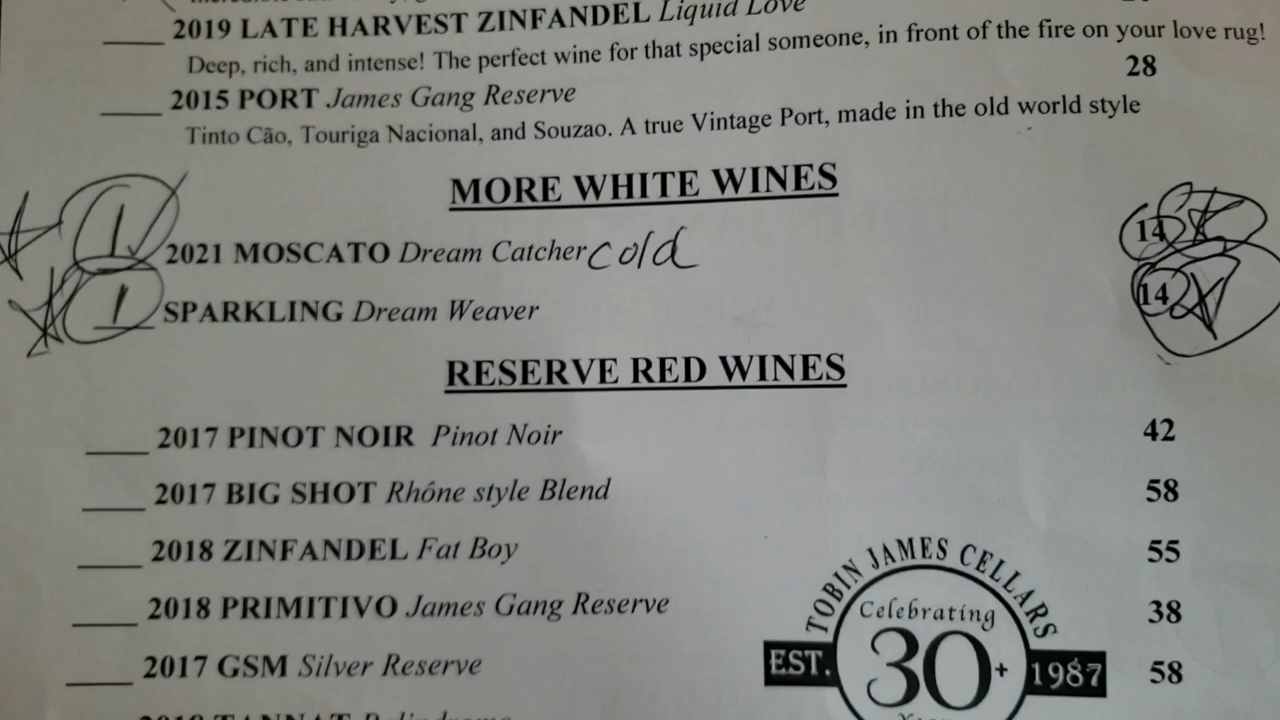 2019 LATE HARVEST ZINFANDEL Liquid Love
Deep, rich, and intense! The perfect wine for that special someone, in front of the fire on your love rug!
2015 PORT James Gang Reserve 28
Tinto Cão, Touriga Nacional, and Souzao. A true Vintage Port, made in the old world style
MORE WHITE WINES
1 2021 MOSCATO Dream Catcher cold 14
1 SPARKLING Dream Weaver 14
RESERVE RED WINES
2017 PINOT NOIR Pinot Noir 42
2017 BIG SHOT Rhône style Blend 58
2018 ZINFANDEL Fat Boy 55
2018 PRIMITIVO James Gang Reserve 38
2017 GSM Silver Reserve 58
TOBIN JAMES CELLARS
Celebrating
EST. 30+ 1987